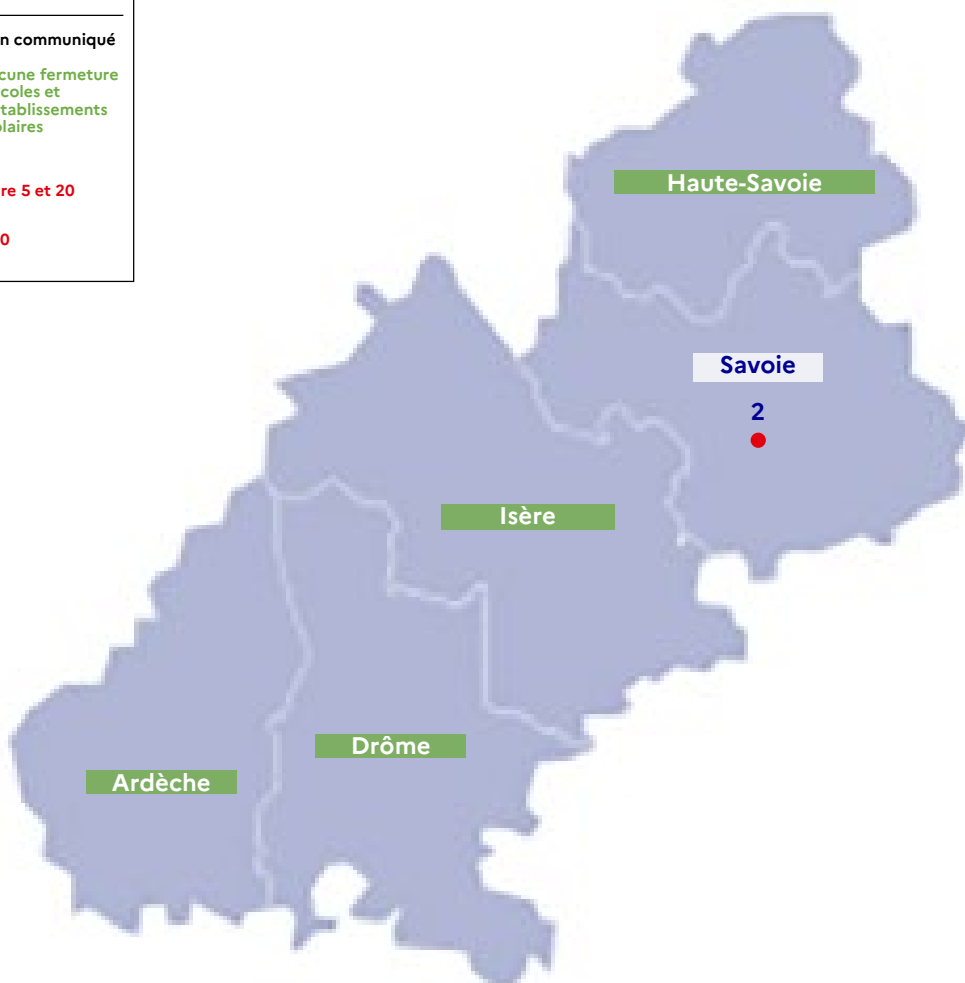 n communiqué
cune fermeture
coles et
tablissements
laires
re 5 et 20
0
Haute-Savoie
Savoie
2
Isère
Drôme
Ardèche